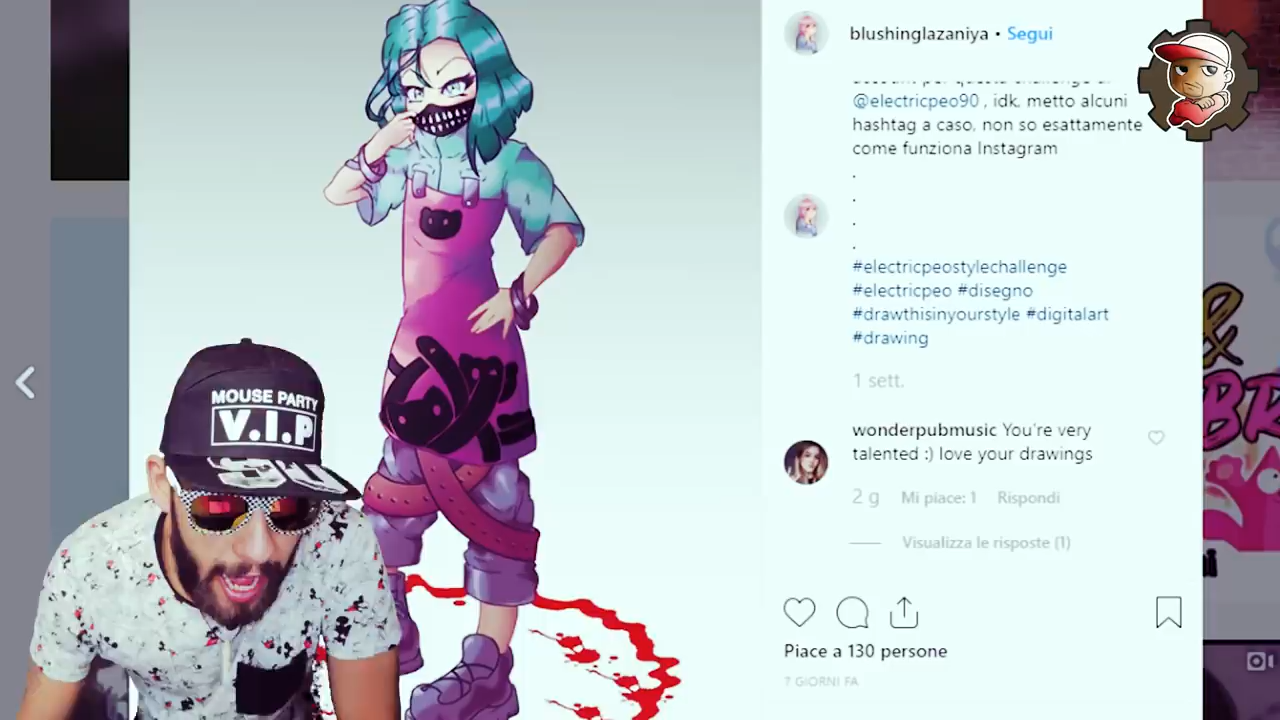 blushinglazaniya • Segui
@electricpeo90 , idk, metto alcuni
hashtag a caso, non so esattamente
come funziona Instagram
.
.
.
.
#electricpeostylechallenge
#electricpeo #disegno
#drawthisinyourstyle #digitalart
#drawing
1 sett.
wonderpubmusic You're very
talented :) love your drawings
2 g Mi piace: 1 Rispondi
Visualizza le risposte (1)
Piace a 130 persone
7 GIORNI FA
MOUSE PARTY
V.I.P
&
BR